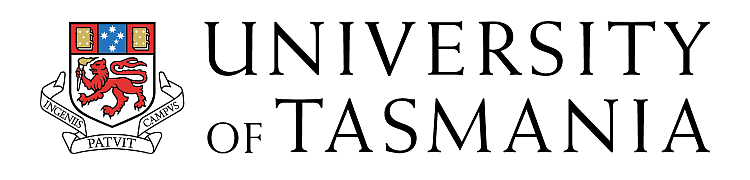 UNIVERSITY
OF TASMANIA
INGENIIS PATVIT CAMPVS